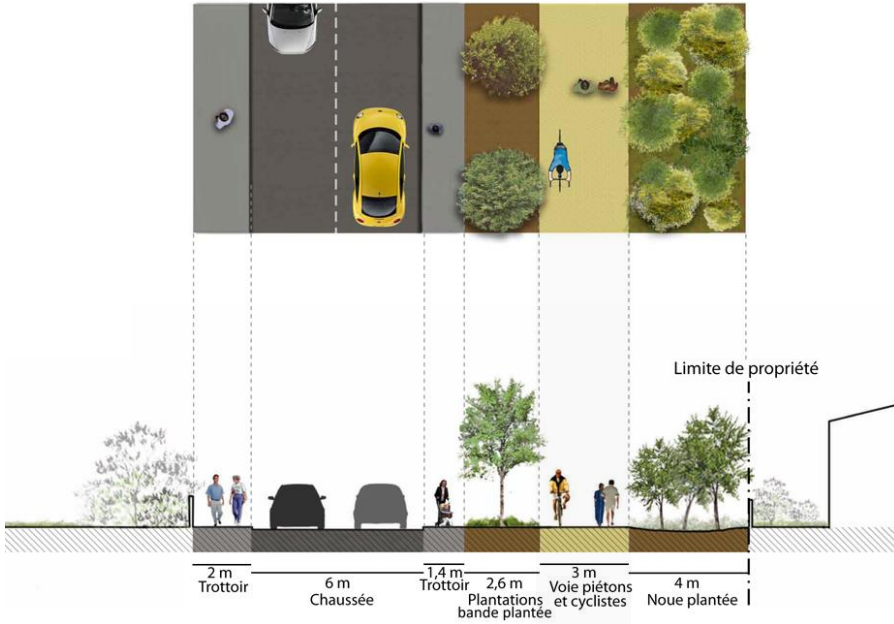 Limite de propriété
2 m
Trottoir
6 m
Chaussée
1,4 m
Trottoir
2,6 m
Plantations
bande plantée
3 m
Voie piétons
et cyclistes
4 m
Noue plantée